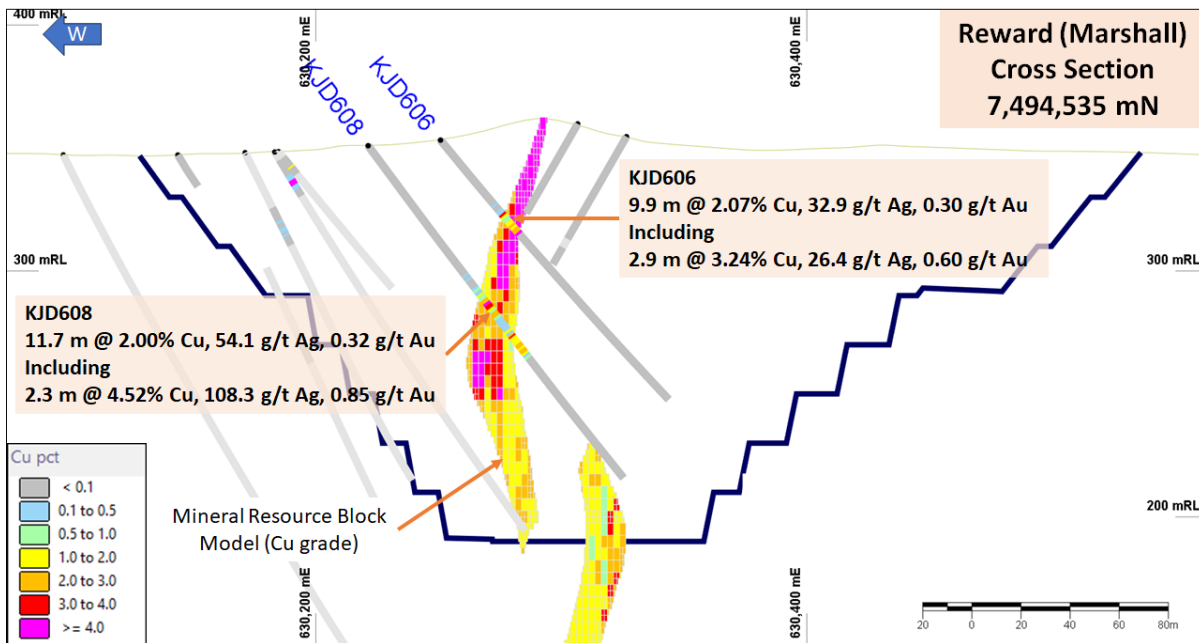 400 mRL
W
630,200 mE
630,400 mE
Reward (Marshall)
Cross Section
7,494,535 mN
KJD608
KJD606
KJD606
9.9 m @ 2.07% Cu, 32.9 g/t Ag, 0.30 g/t Au
Including
2.9 m @ 3.24% Cu, 26.4 g/t Ag, 0.60 g/t Au
300 mRL
300 mRL
KJD608
11.7 m @ 2.00% Cu, 54.1 g/t Ag, 0.32 g/t Au
Including
2.3 m @ 4.52% Cu, 108.3 g/t Ag, 0.85 g/t Au
Cu pct
< 0.1
0.1 to 0.5
0.5 to 1.0
1.0 to 2.0
2.0 to 3.0
3.0 to 4.0
>= 4.0
Mineral Resource Block
Model (Cu grade)
200 mRL
630,200 mE
630,400 mE
20 0 20 40 60 80m